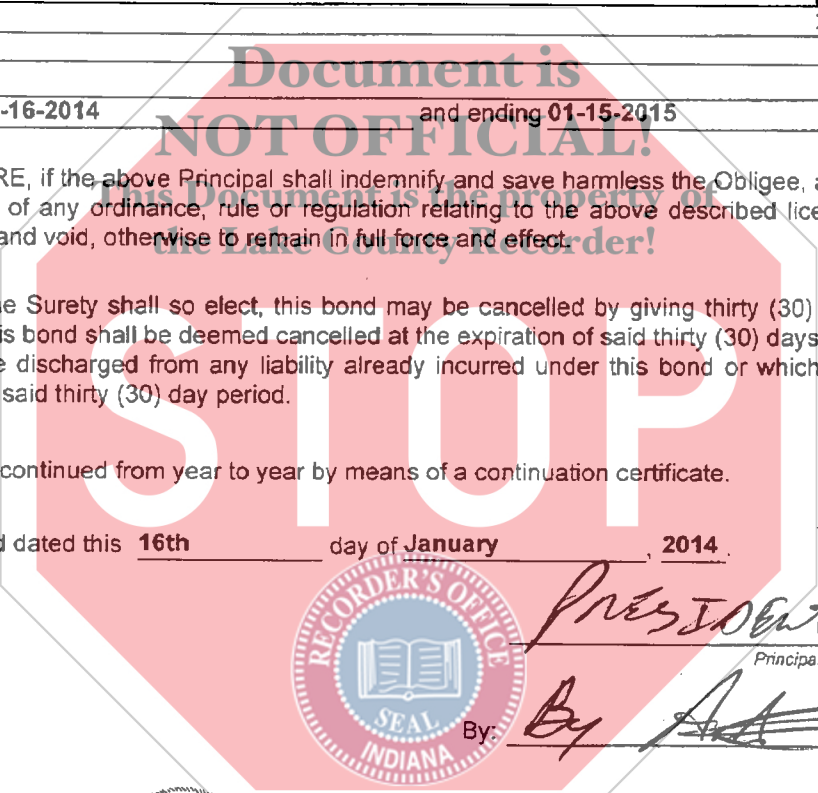 Document is
-16-2014 and ending 01-15-2015
NOT OFFICIAL!
RE, if the above Principal shall indemnify and save harmless the Obligee, a
This Document is the property of
of any ordinance, rule or regulation relating to the above described lice
the Lake County Recorder!
and void, otherwise to remain in full force and effect.
e Surety shall so elect, this bond may be cancelled by giving thirty (30)
is bond shall be deemed cancelled at the expiration of said thirty (30) days
e discharged from any liability already incurred under this bond or which
said thirty (30) day period.
STOP
continued from year to year by means of a continuation certificate.
d dated this 16th day of January, 2014.
RECORDER'S OFFICE
PRESIDENT
Principa
SEAL
By: By
INDIANA